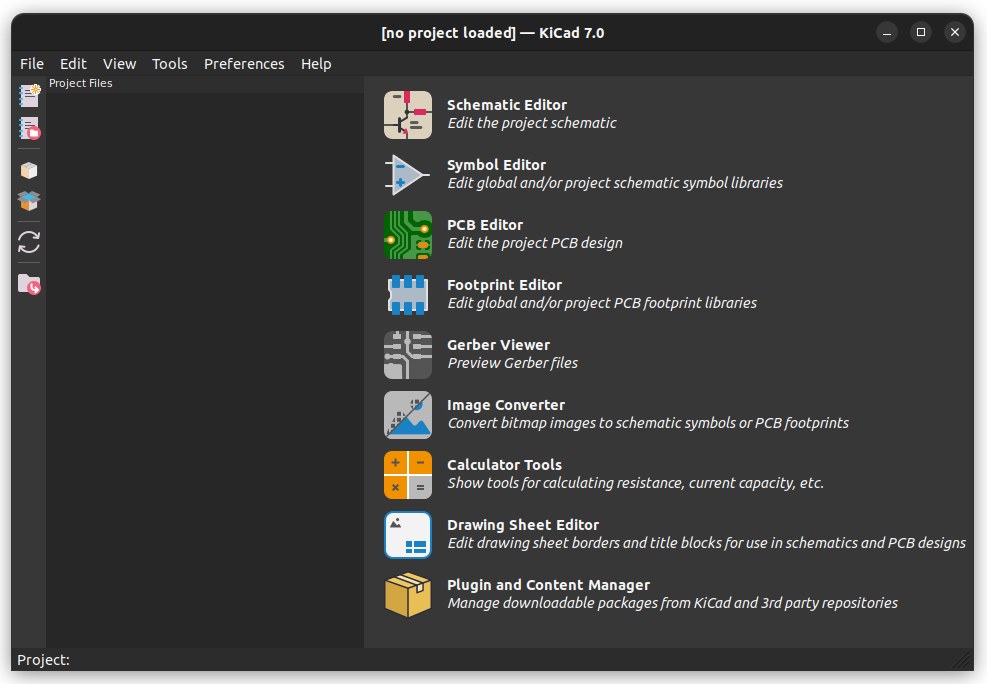 [no project loaded] — KiCad 7.0
File Edit View Tools Preferences Help
Project Files
Schematic Editor
Edit the project schematic
Symbol Editor
Edit global and/or project schematic symbol libraries
PCB Editor
Edit the project PCB design
Footprint Editor
Edit global and/or project PCB footprint libraries
Gerber Viewer
Preview Gerber files
Image Converter
Convert bitmap images to schematic symbols or PCB footprints
Calculator Tools
Show tools for calculating resistance, current capacity, etc.
Drawing Sheet Editor
Edit drawing sheet borders and title blocks for use in schematics and PCB designs
Plugin and Content Manager
Manage downloadable packages from KiCad and 3rd party repositories
Project: